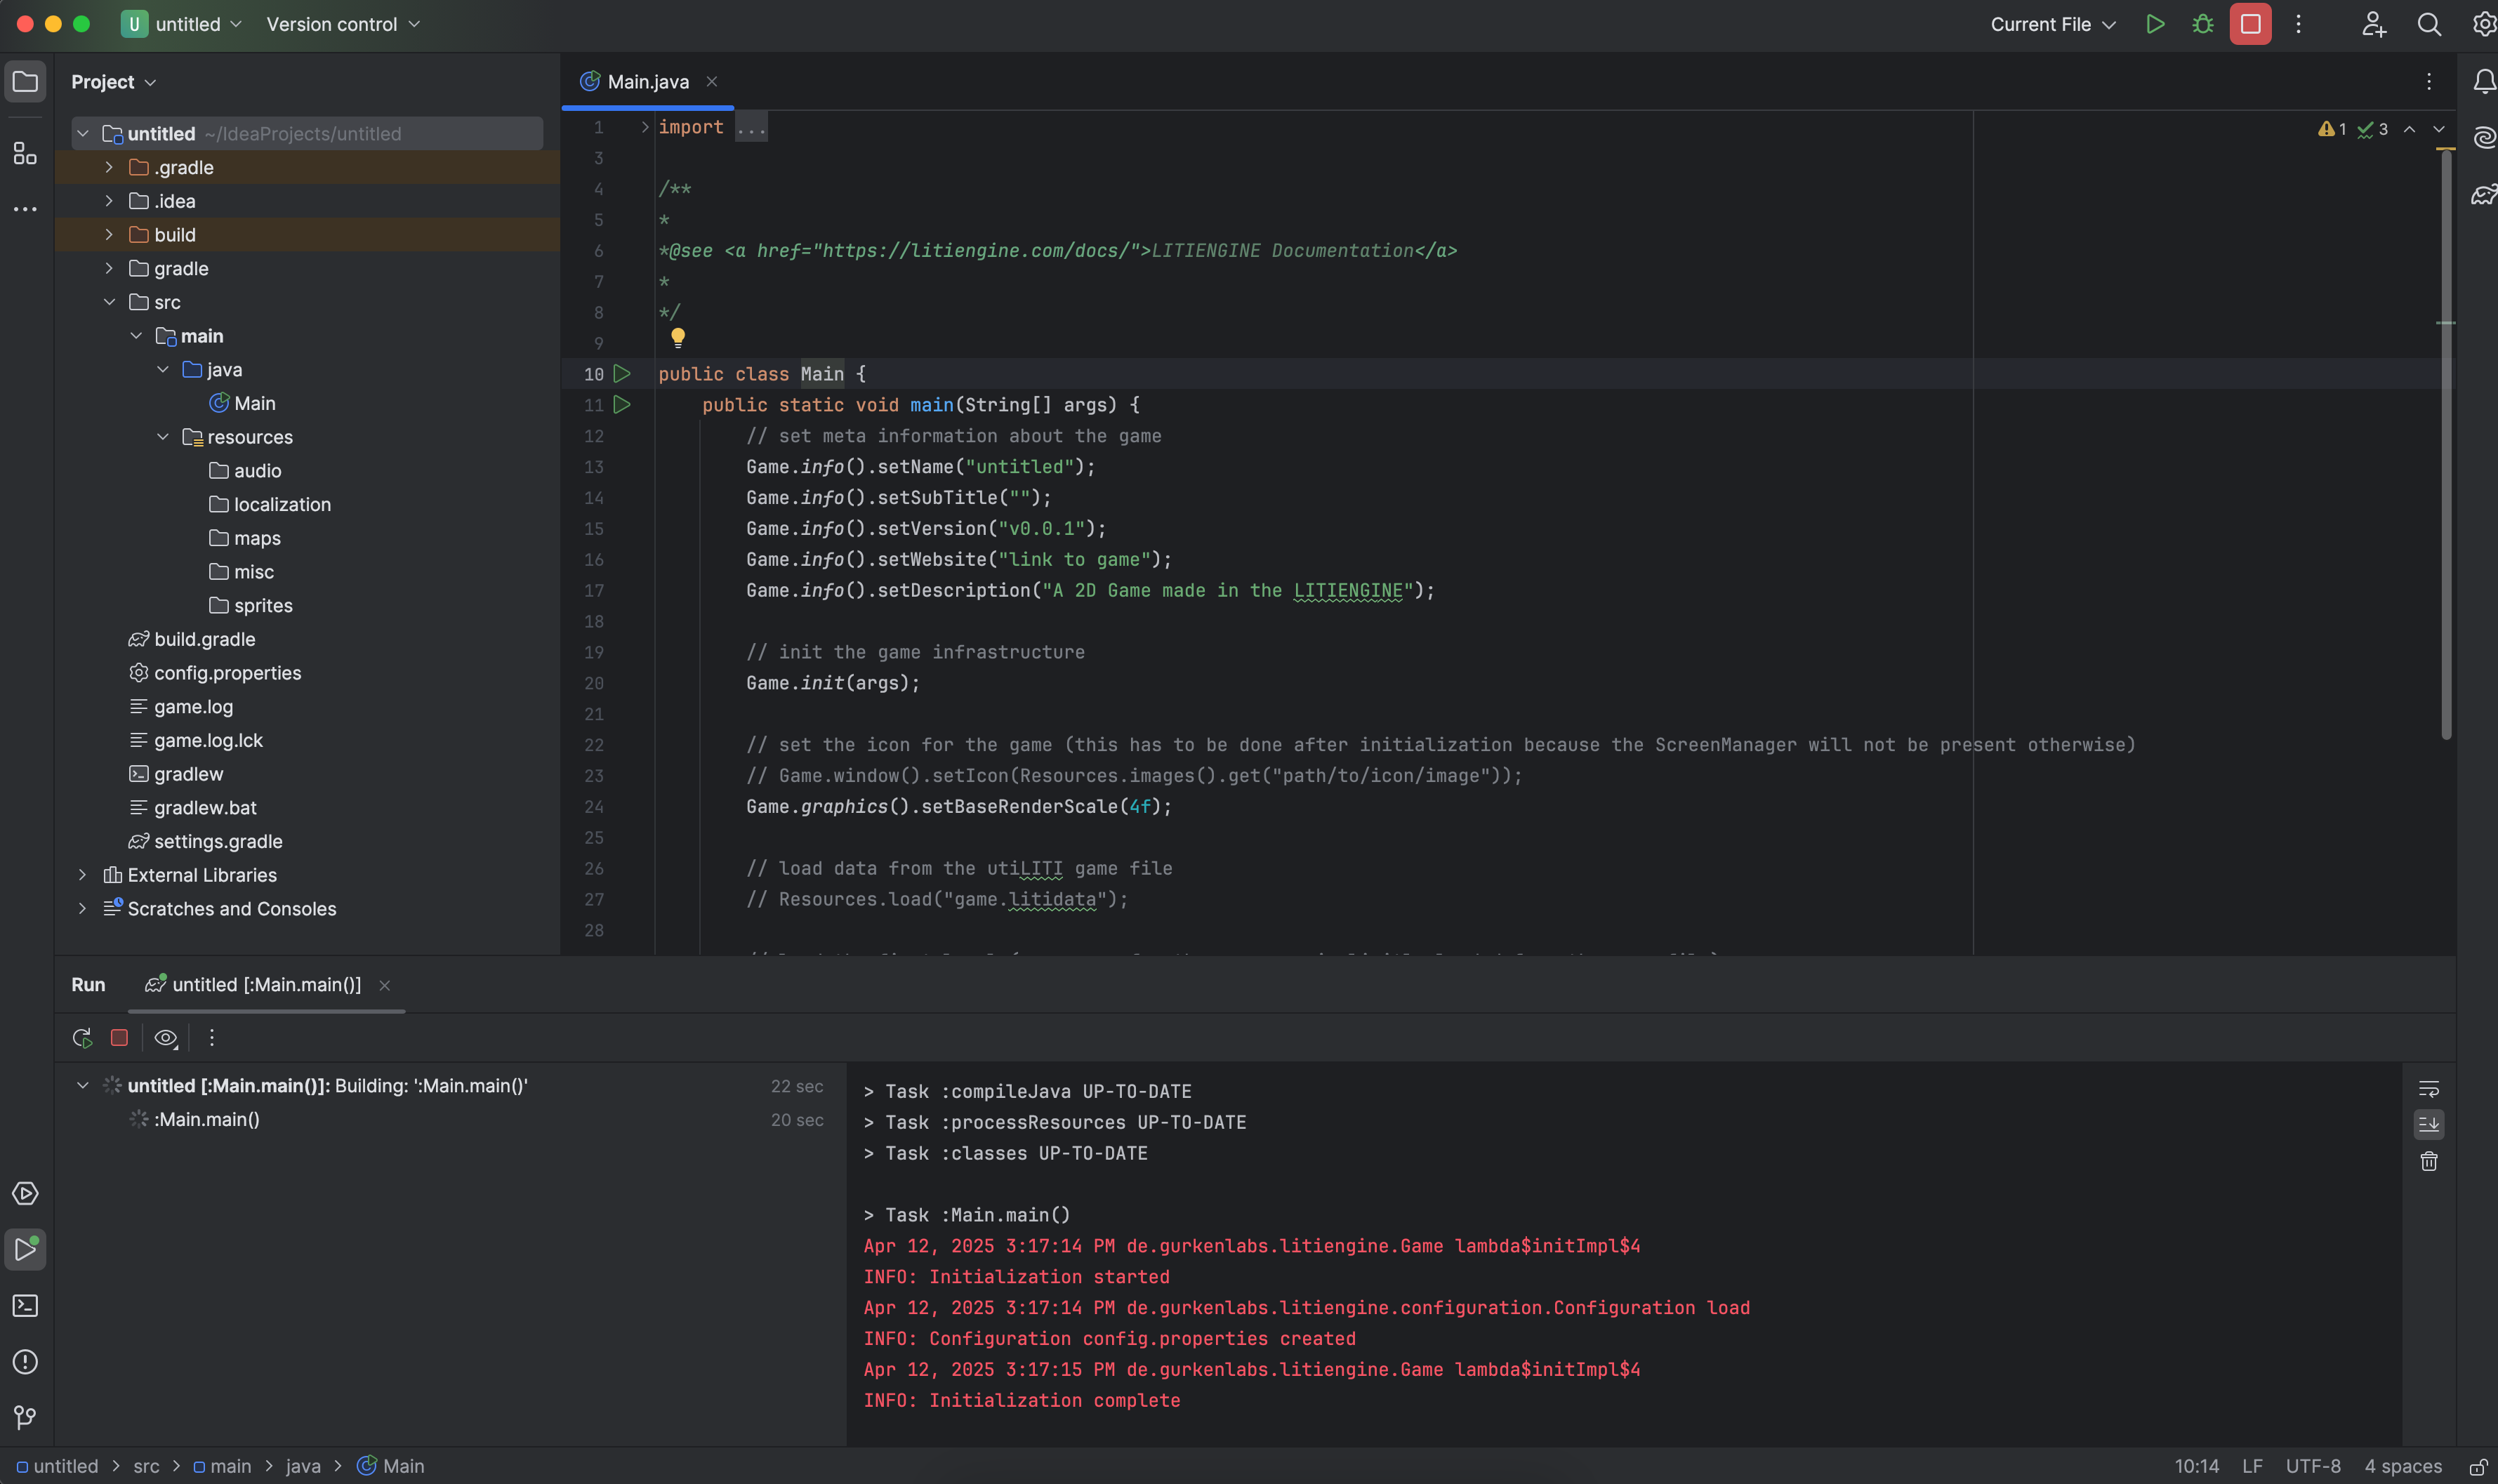 U untitled Version control Current File
Project
untitled ~/IdeaProjects/untitled
.gradle
.idea
build
gradle
src
main
java
Main
resources
audio
localization
maps
misc
sprites
build.gradle
config.properties
game.log
game.log.lck
gradlew
gradlew.bat
settings.gradle
External Libraries
Scratches and Consoles
Main.java
1 3
1 import ...
3
4 /**
5 *
6 *@see <a href="https://litiengine.com/docs/">LITIENGINE Documentation</a>
7 *
8 */
9
10 public class Main {
11 public static void main(String[] args) {
12 // set meta information about the game
13 Game.info().setName("untitled");
14 Game.info().setSubTitle("");
15 Game.info().setVersion("v0.0.1");
16 Game.info().setWebsite("link to game");
17 Game.info().setDescription("A 2D Game made in the LITIENGINE");
18
19 // init the game infrastructure
20 Game.init(args);
21
22 // set the icon for the game (this has to be done after initialization because the ScreenManager will not be present otherwise)
23 // Game.window().setIcon(Resources.images().get("path/to/icon/image"));
24 Game.graphics().setBaseRenderScale(4f);
25
26 // load data from the utiLITI game file
27 // Resources.load("game.litidata");
28
Run untitled [:Main.main()]
untitled [:Main.main()]: Building: ':Main.main()' 22 sec
:Main.main() 20 sec
> Task :compileJava UP-TO-DATE
> Task :processResources UP-TO-DATE
> Task :classes UP-TO-DATE
> Task :Main.main()
Apr 12, 2025 3:17:14 PM de.gurkenlabs.litiengine.Game lambda$initImpl$4
INFO: Initialization started
Apr 12, 2025 3:17:14 PM de.gurkenlabs.litiengine.configuration.Configuration load
INFO: Configuration config.properties created
Apr 12, 2025 3:17:15 PM de.gurkenlabs.litiengine.Game lambda$initImpl$4
INFO: Initialization complete
untitled > src > main > java > Main 10:14 LF UTF-8 4 spaces